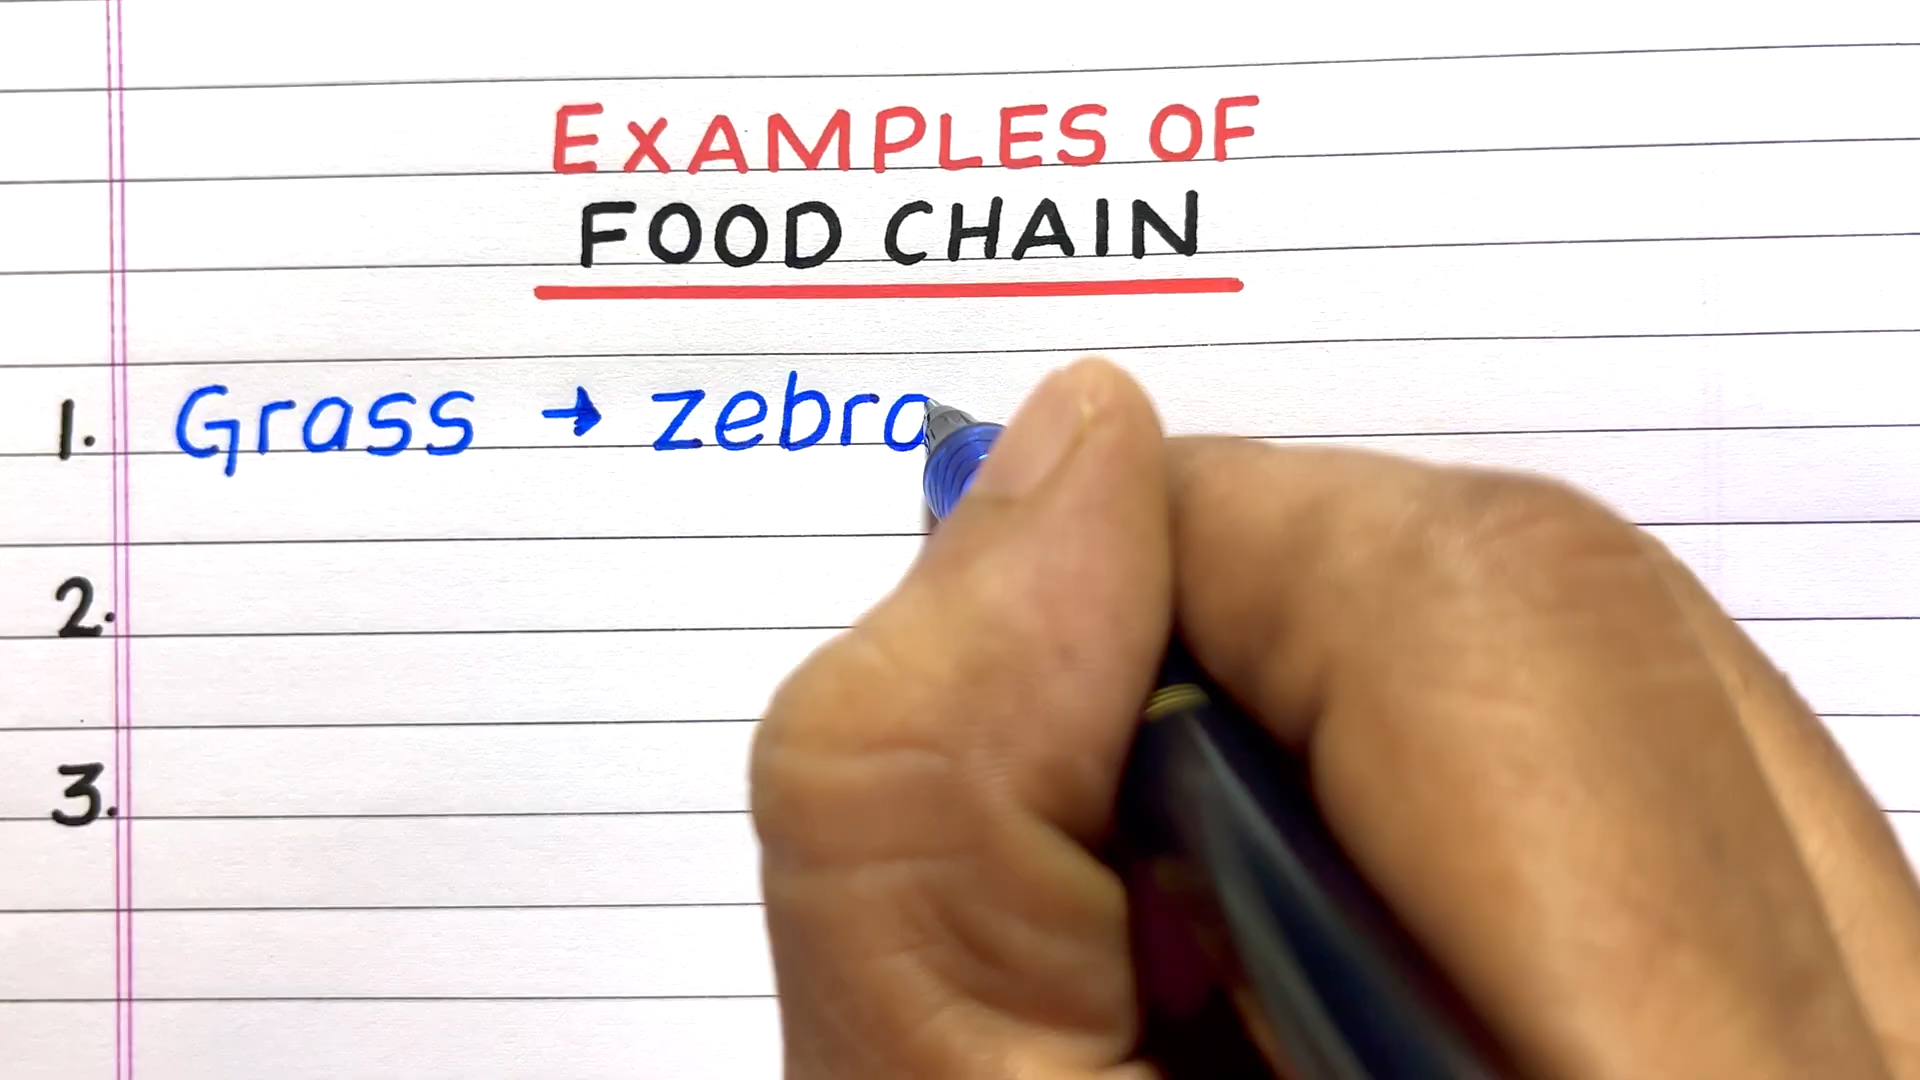 EXAMPLES OF
FOOD CHAIN
1. Grass → zebra
2.
3.